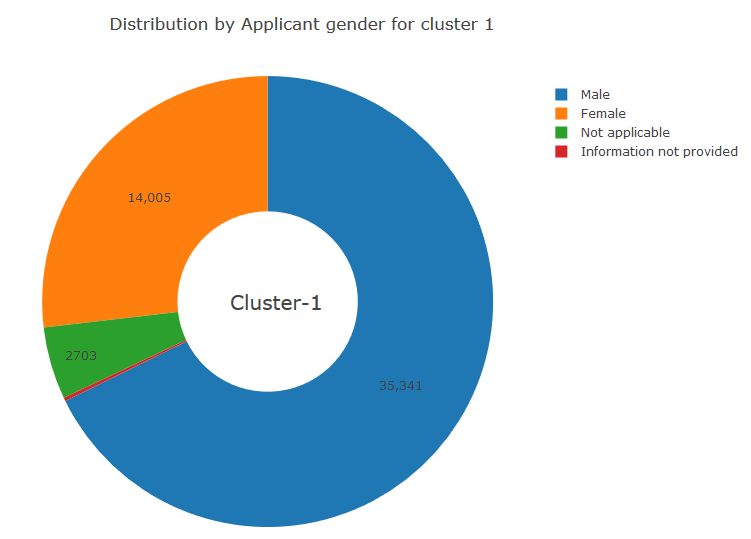 Distribution by Applicant gender for cluster 1
Male
Female
Not applicable
Information not provided
14,005
Cluster-1
2703
35,341